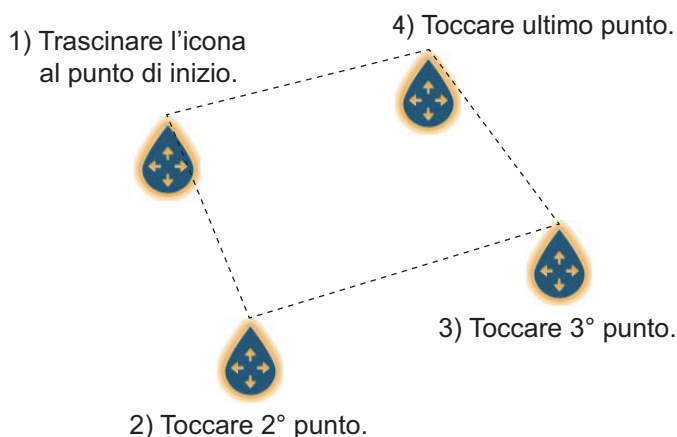 1) Trascinare l’icona
al punto di inizio.
4) Toccare ultimo punto.
3) Toccare 3° punto.
2) Toccare 2° punto.